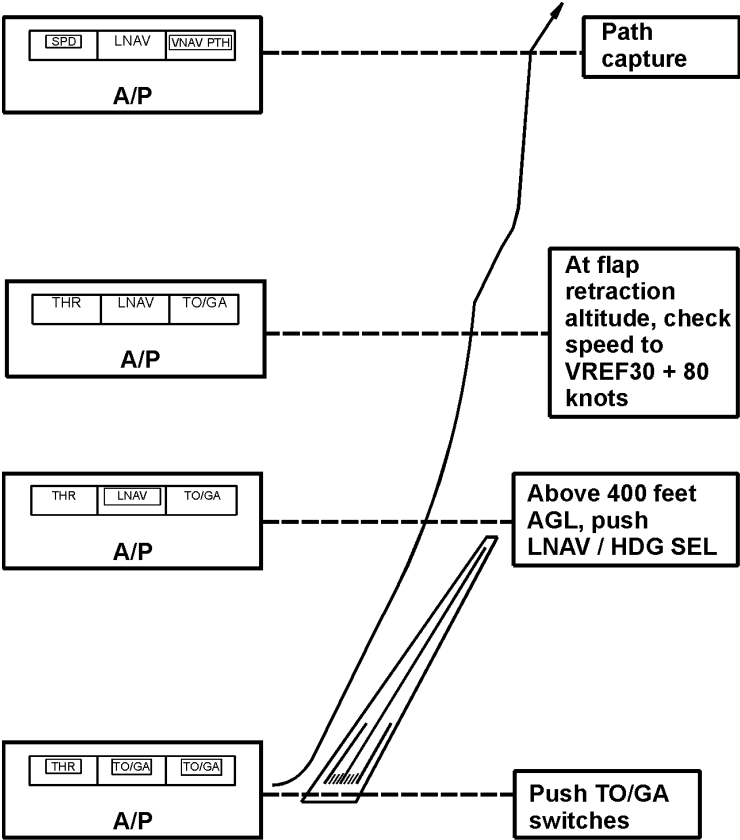 SPD LNAV VNAV PTH
A/P
Path
capture
THR LNAV TO/GA
A/P
At flap
retraction
altitude, check
speed to
VREF30 + 80
knots
THR LNAV TO/GA
A/P
Above 400 feet
AGL, push
LNAV / HDG SEL
THR TO/GA TO/GA
A/P
Push TO/GA
switches